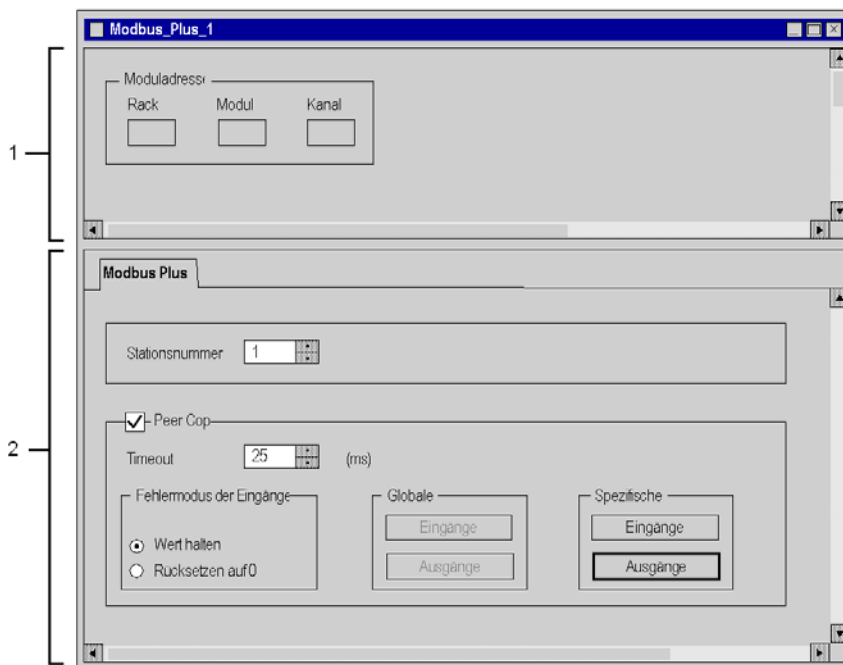 Modbus_Plus_1
Moduladresse
Rack Modul Kanal
1
Modbus Plus
Stationsnummer 1
Peer Cop
2
Timeout 25 (ms)
Fehlermodus der Eingänge Globale Spezifische
Eingänge Eingänge
Wert halten
Ausgänge Ausgänge
Rücksetzen auf 0